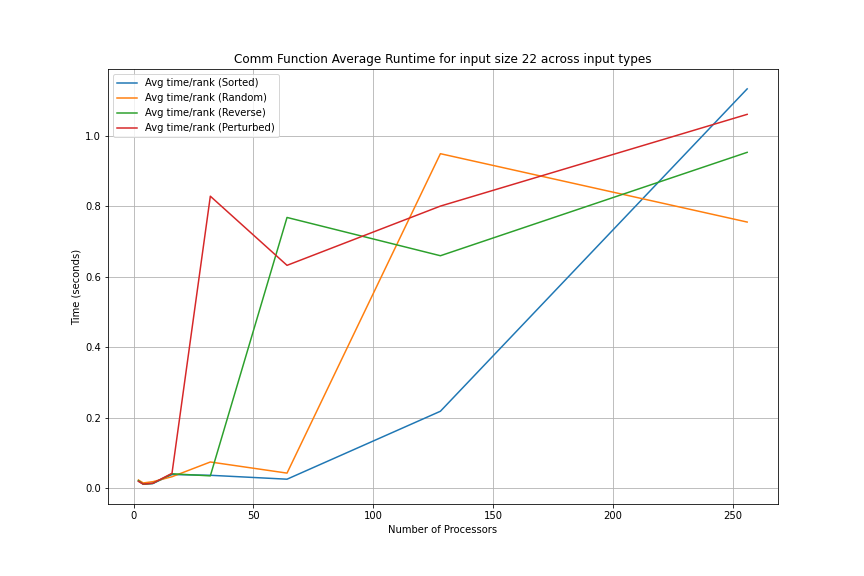 Comm Function Average Runtime for input size 22 across input types
Avg time/rank (Sorted)
Avg time/rank (Random)
Avg time/rank (Reverse)
Avg time/rank (Perturbed)
1.0
0.8
0.6
0.4
0.2
0.0
Time (seconds)
0 50 100 150 200 250
Number of Processors